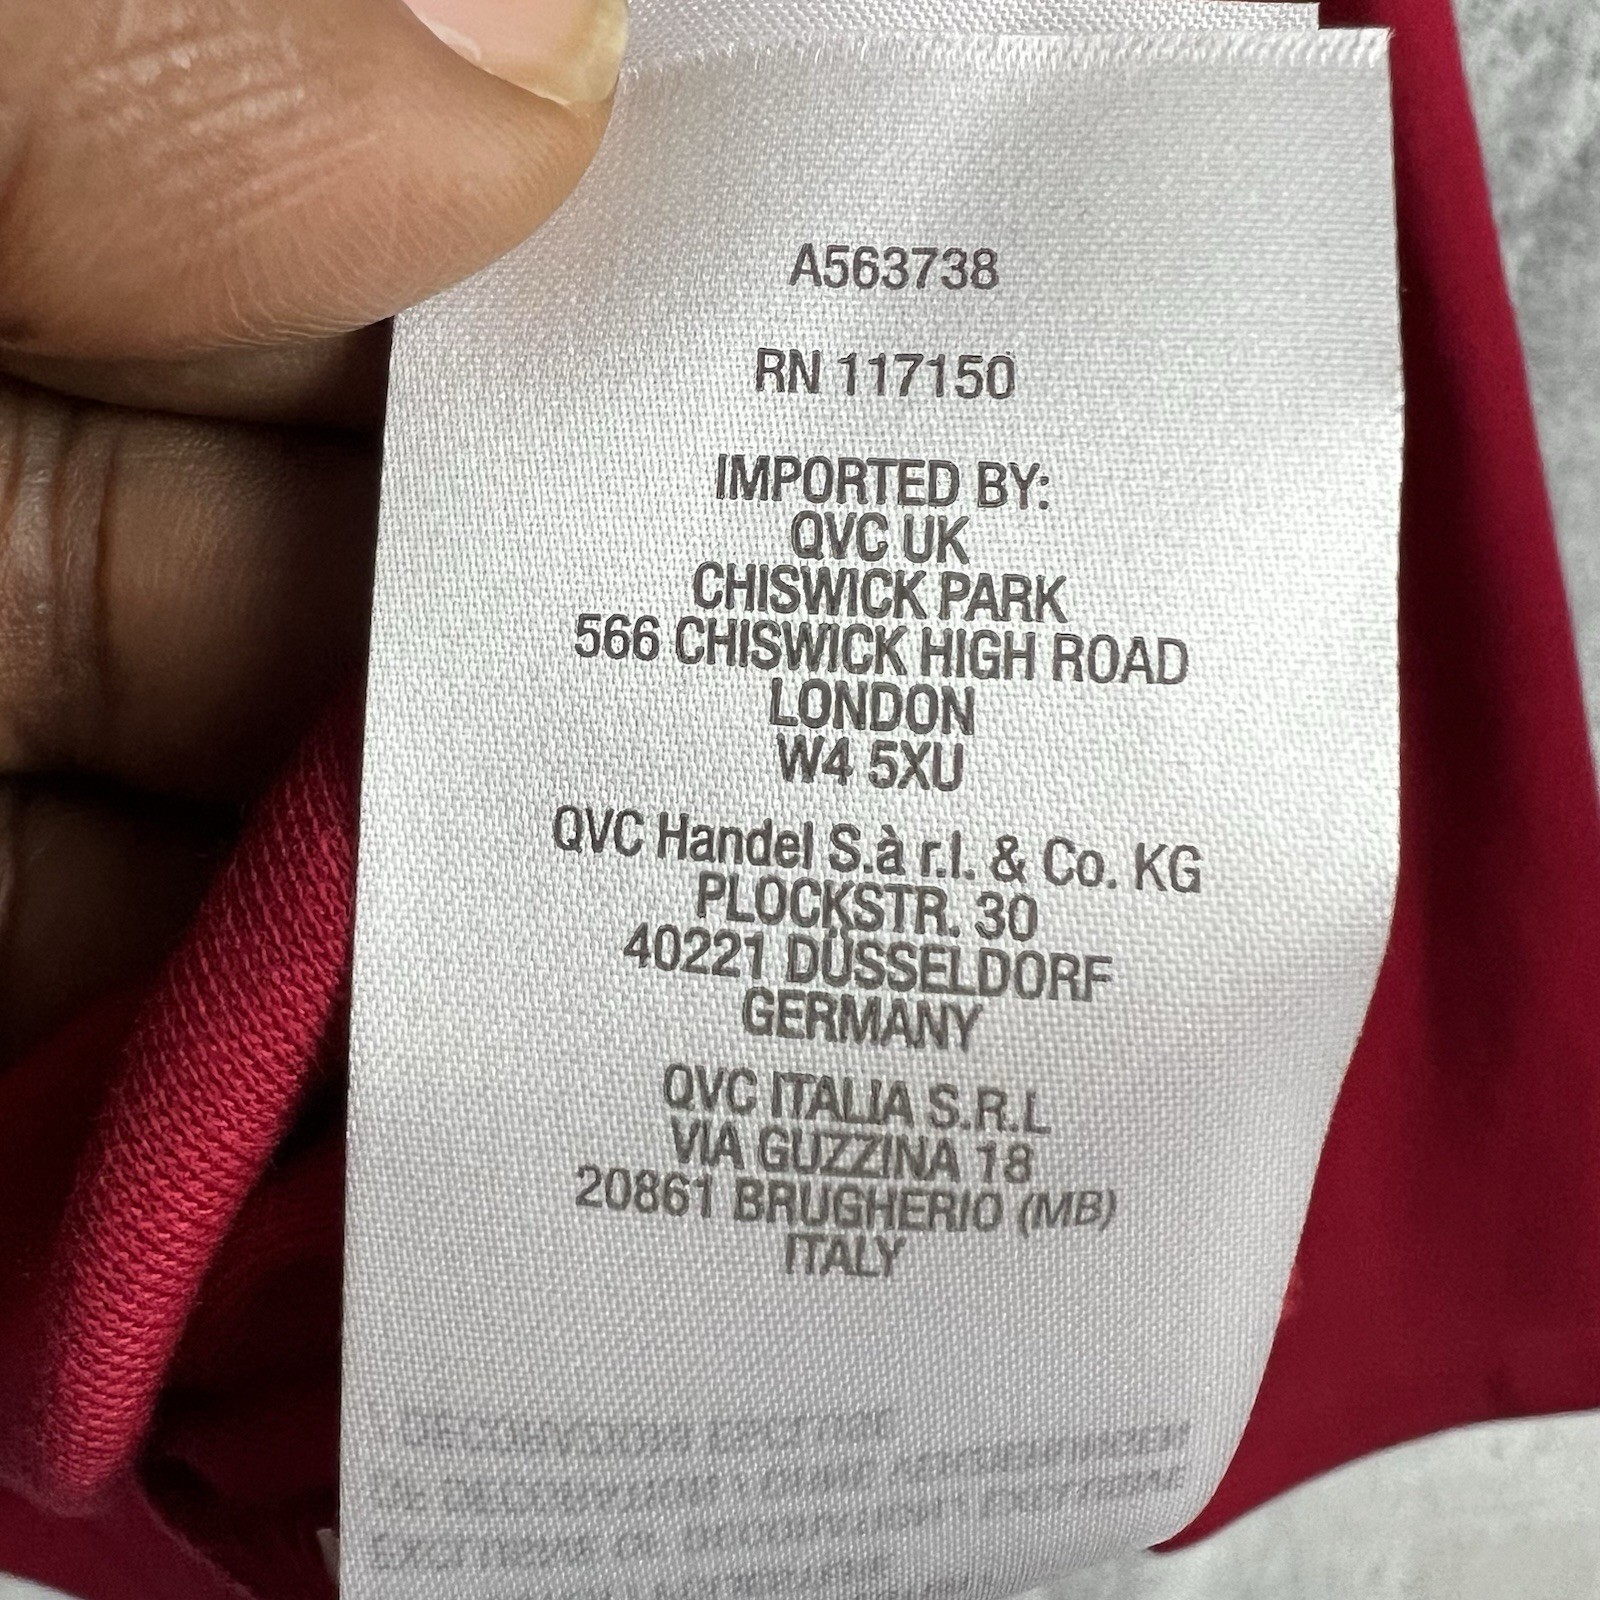 A563738
RN 117150
IMPORTED BY:
QVC UK
CHISWICK PARK
566 CHISWICK HIGH ROAD
LONDON
W4 5XU
QVC Handel S.à r.l. & Co. KG
PLOCKSTR. 30
40221 DÜSSELDORF
GERMANY
QVC ITALIA S.R.L
VIA GUZZINA 18
20861 BRUGHERIO (MB)
ITALY